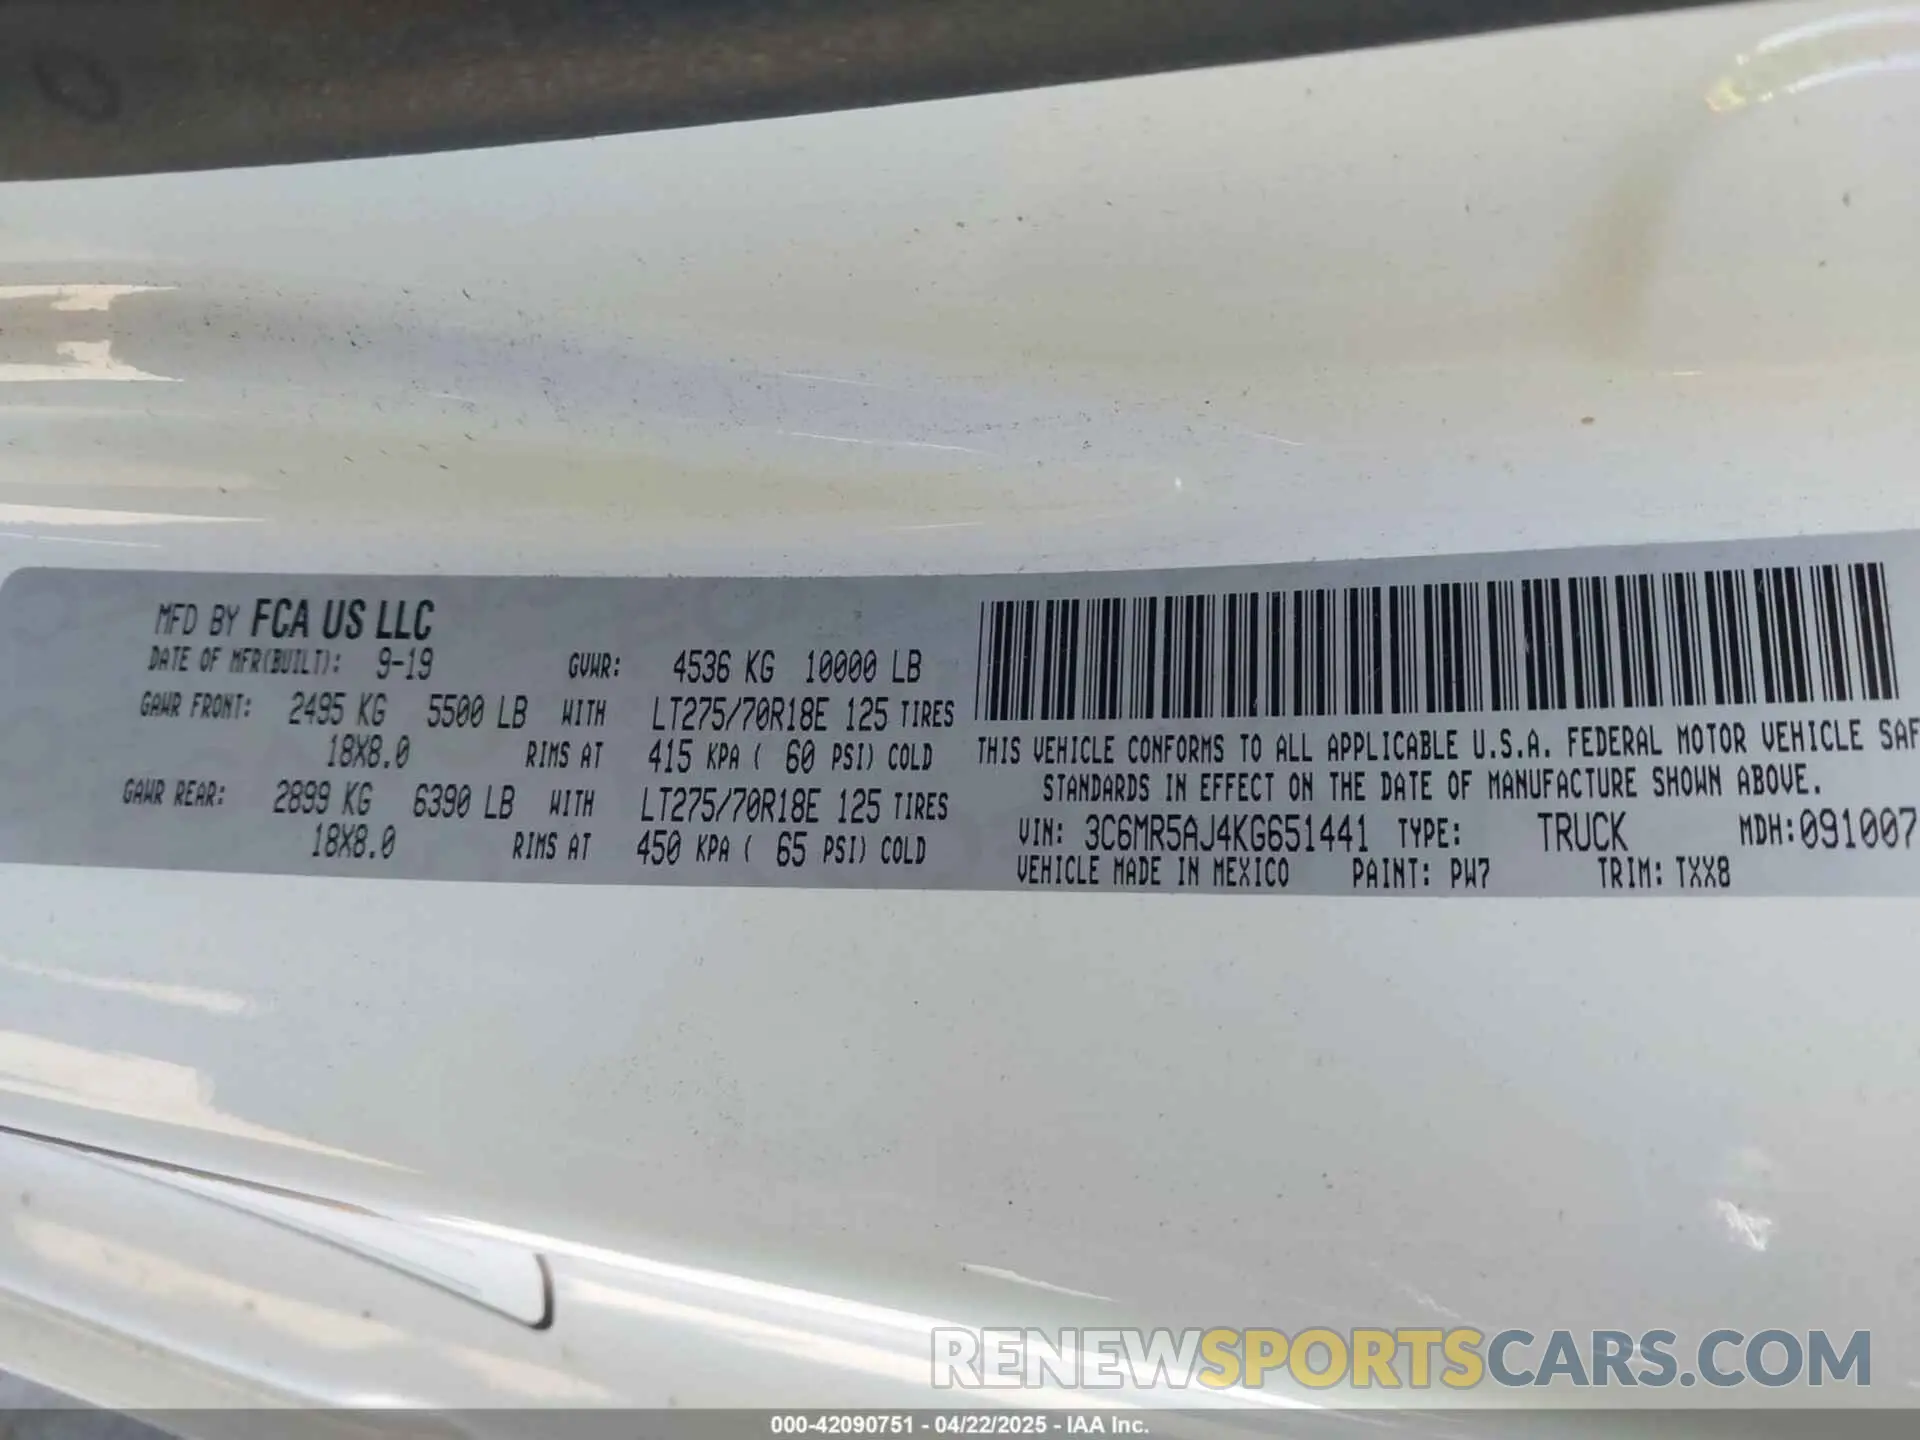 MFD BY FCA US LLC
DATE OF MFR(BUILT): 9-19 GVWR: 4536 KG 10000 LB
GAWR FRONT: 2495 KG 5500 LB WITH LT275/70R18E 125 TIRES
18X8.0 RIMS AT 415 KPA ( 60 PSI) COLD
GAWR REAR: 2899 KG 6390 LB WITH LT275/70R18E 125 TIRES
18X8.0 RIMS AT 450 KPA ( 65 PSI) COLD
THIS VEHICLE CONFORMS TO ALL APPLICABLE U.S.A. FEDERAL MOTOR VEHICLE SAF
STANDARDS IN EFFECT ON THE DATE OF MANUFACTURE SHOWN ABOVE.
VIN: 3C6MR5AJ4KG651441 TYPE: TRUCK MDH:091007
VEHICLE MADE IN MEXICO PAINT: PW7 TRIM: TXX8
RENEWSPORTSCARS.COM
000-42090751 - 04/22/2025 - IAA Inc.